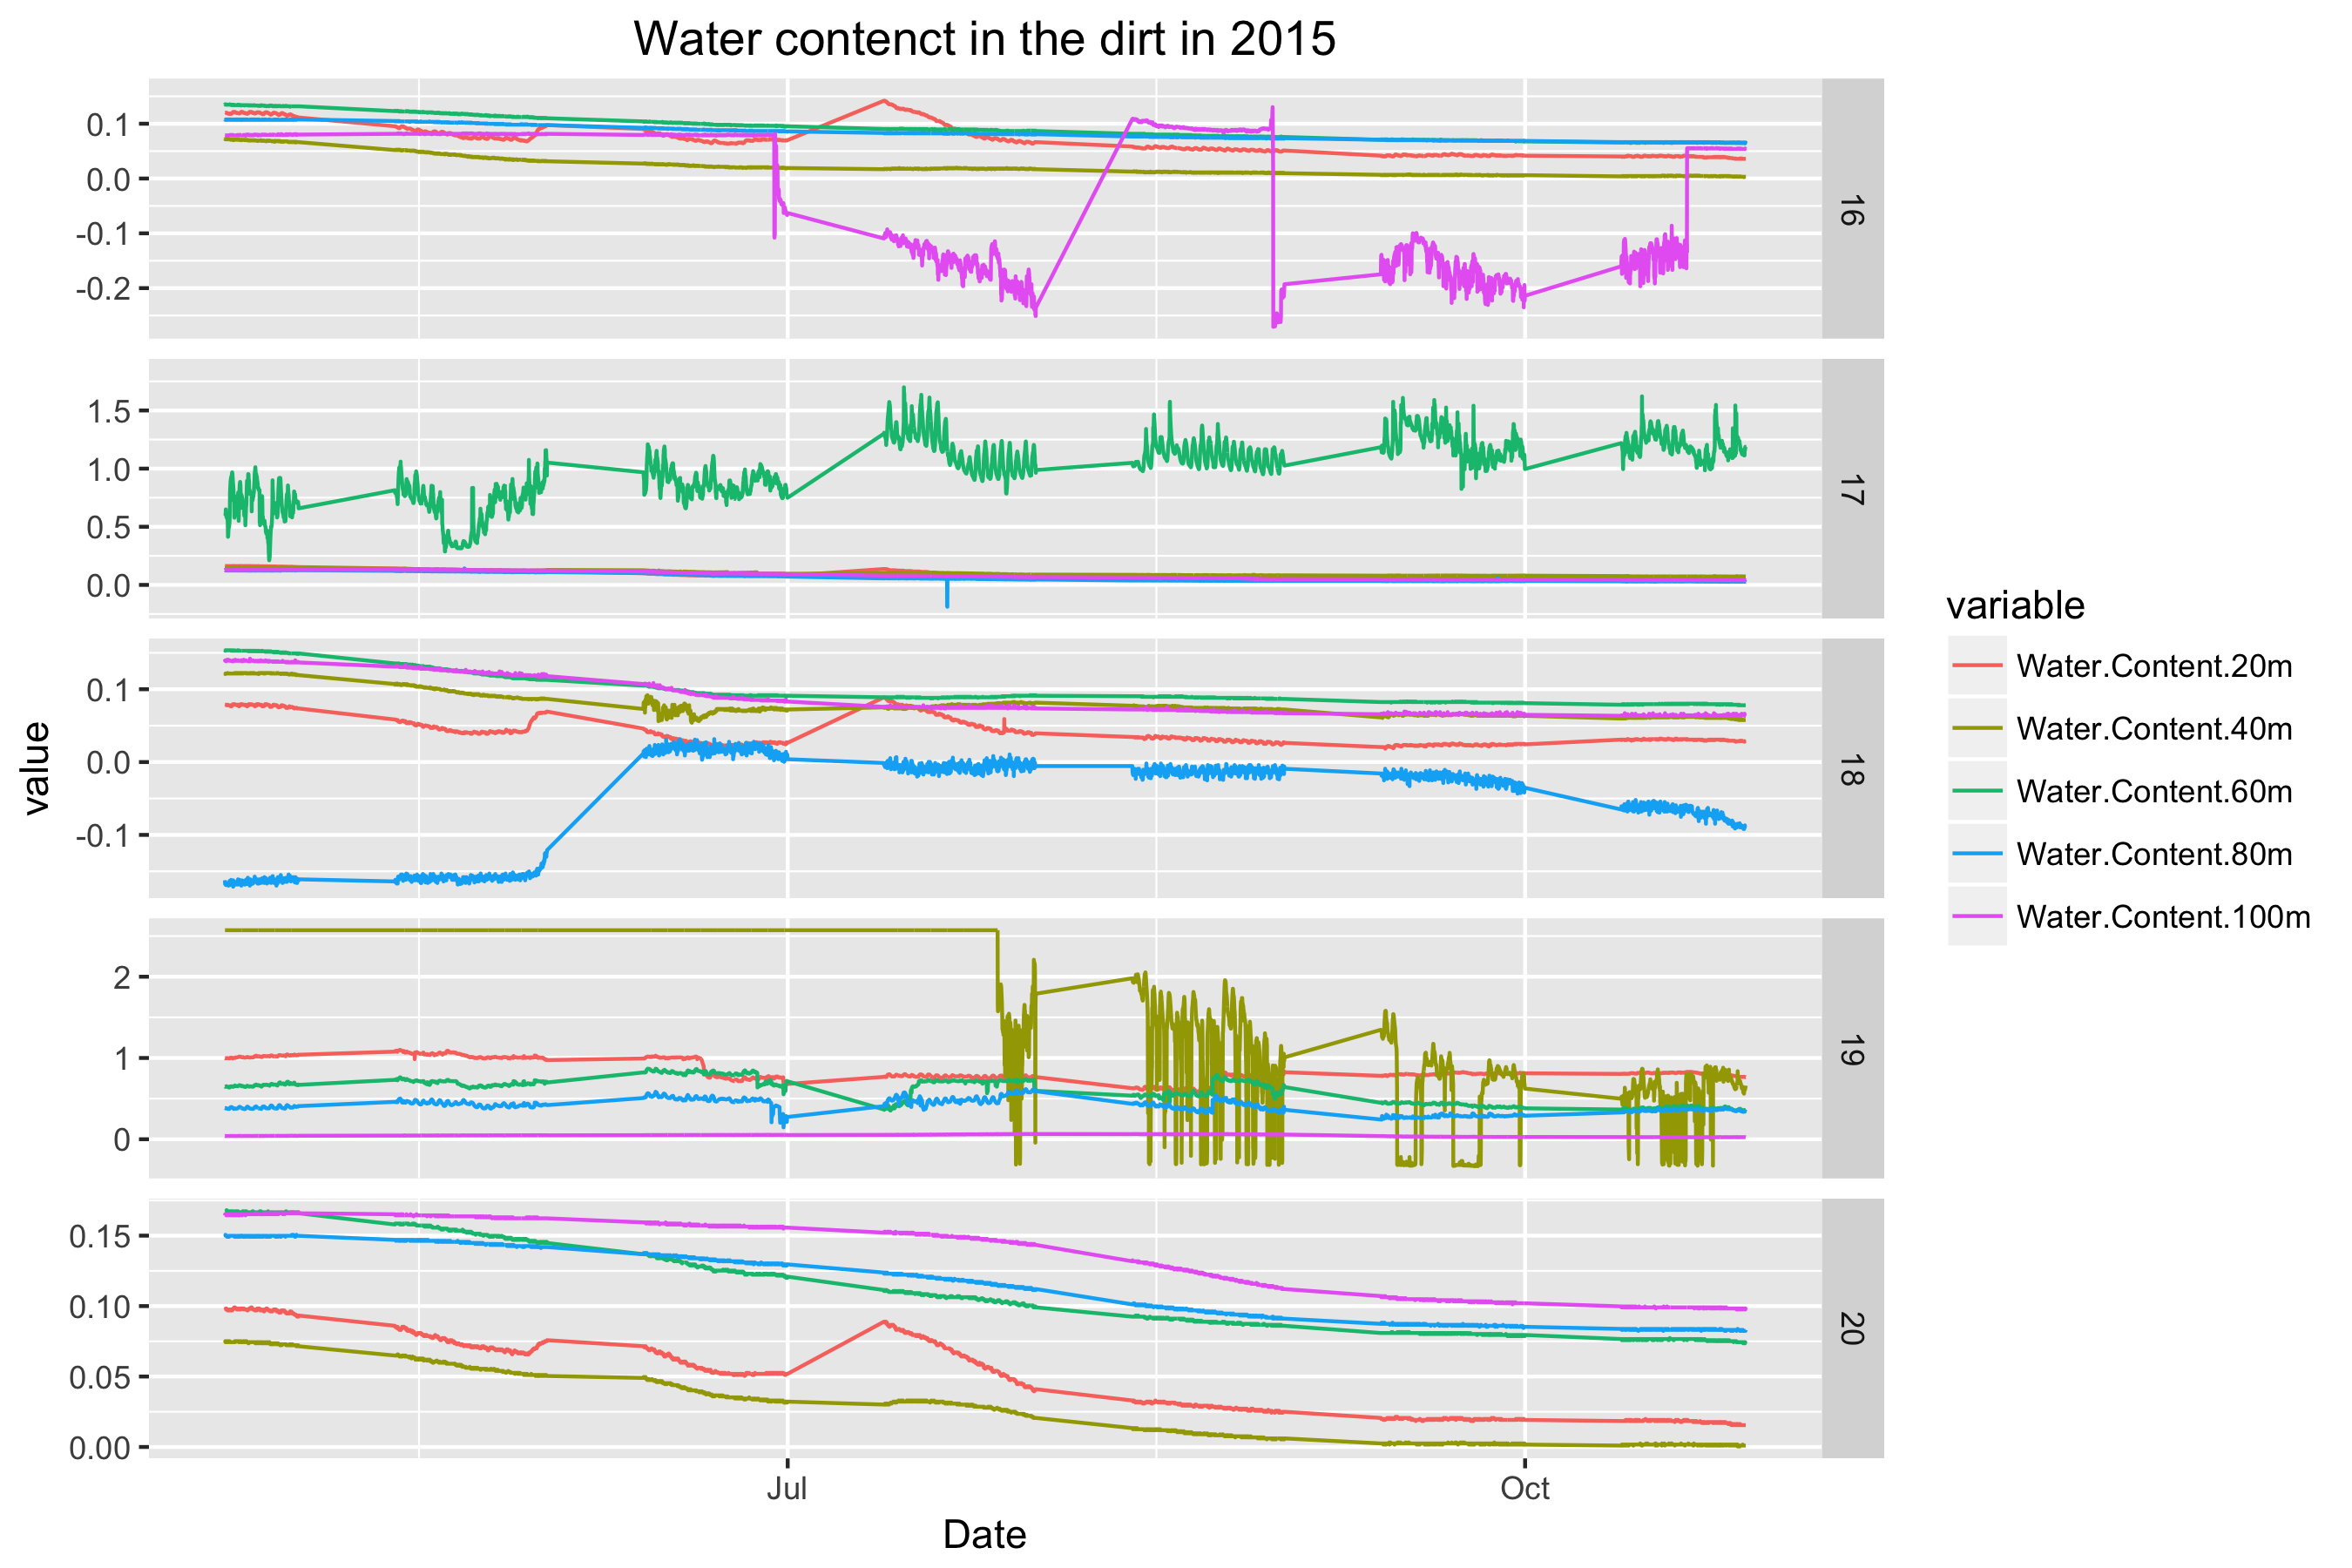 Water contenct in the dirt in 2015
0.1
0.0
-0.1
-0.2
16
1.5
1.0
0.5
0.0
17
0.1
0.0
-0.1
18
2
1
0
19
0.15
0.10
0.05
0.00
20
Jul
Oct
Date
value
variable
Water.Content.20m
Water.Content.40m
Water.Content.60m
Water.Content.80m
Water.Content.100m